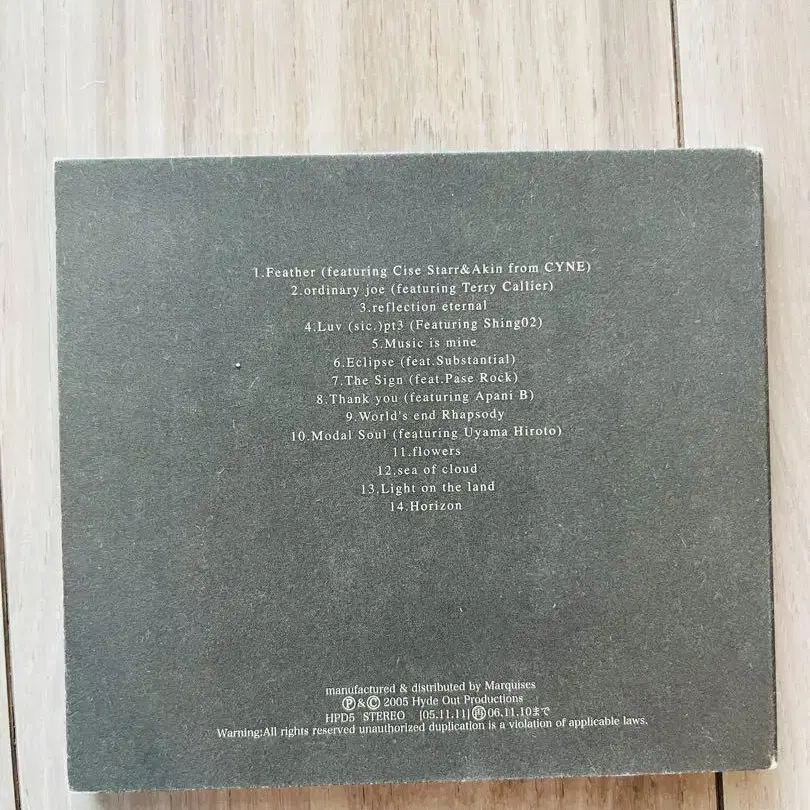 1.Feather (featuring Cise Starr&Akin from CYNE)
2.ordinary joe (featuring Terry Callier)
3.reflection eternal
4.Luv (sic.)pt3 (Featuring Shing02)
5.Music is mine
6.Eclipse (feat.Substantial)
7.The Sign (feat.Pase Rock)
8.Thank you (featuring Apani B)
9.World's end Rhapsody
10.Modal Soul (featuring Uyama Hiroto)
11.flowers
12.sea of cloud
13.Light on the land
14.Horizon
manufactured & distributed by Marquises
Ⓟ&Ⓒ 2005 Hyde Out Productions
HPD5 STEREO [05.11.11]㊞06.11.10まで
Warning:All rights reserved unauthorized duplication is a violation of applicable laws.